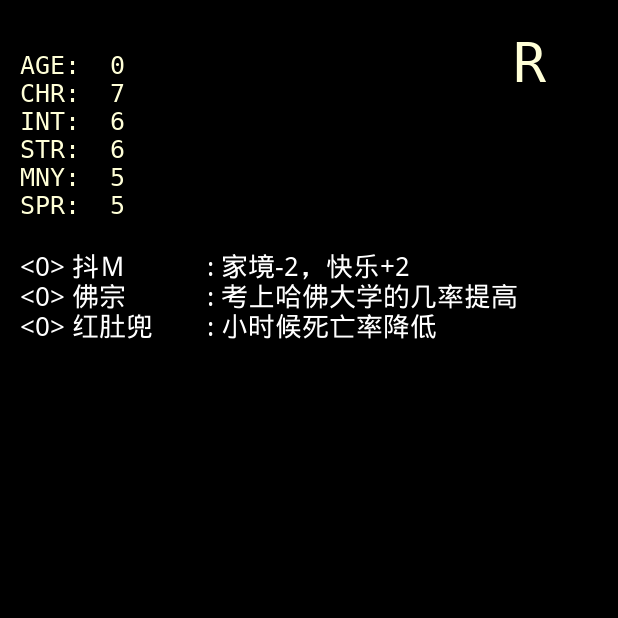 R
AGE: 0
CHR: 7
INT: 6
STR: 6
MNY: 5
SPR: 5
<0> 抖M : 家境-2，快乐+2
<0> 佛宗 : 考上哈佛大学的几率提高
<0> 红肚兜 : 小时候死亡率降低